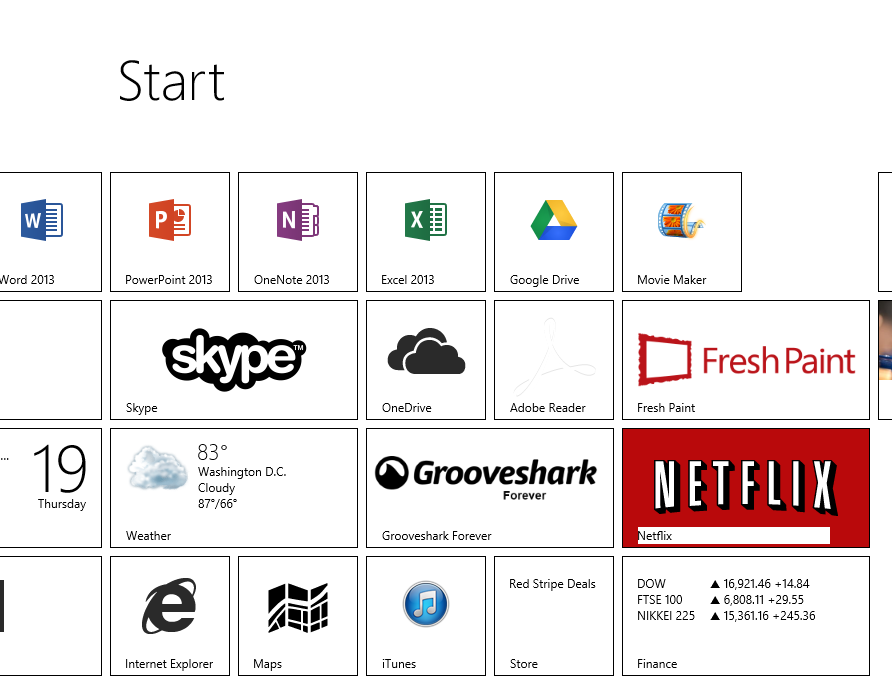 Start
W
P
N
X
Word 2013
PowerPoint 2013
OneNote 2013
Excel 2013
Google Drive
Movie Maker
skype™
Fresh Paint
Skype
OneDrive
Adobe Reader
Fresh Paint
...
19
Thursday
83°
Washington D.C.
Cloudy
87°/66°
Weather
Grooveshark
Forever
Grooveshark Forever
NETFLIX
Netflix
Internet Explorer
Maps
iTunes
Red Stripe Deals
Store
DOW ▲ 16,921.46 +14.84
FTSE 100 ▲ 6,808.11 +29.55
NIKKEI 225 ▲ 15,361.16 +245.36
Finance